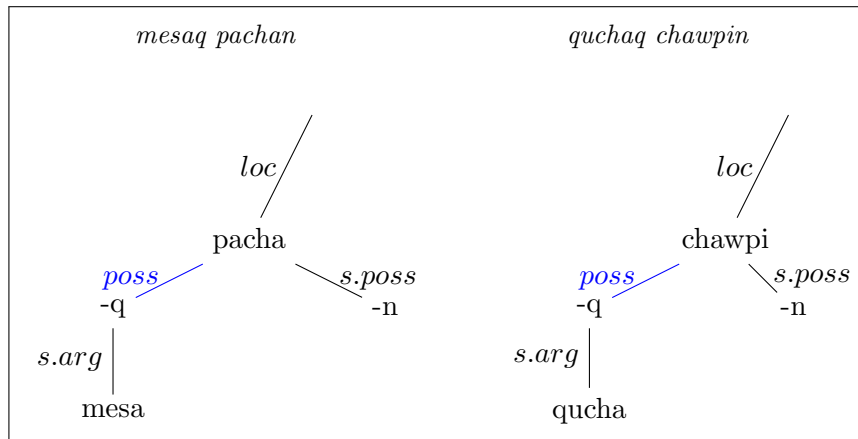 mesaq pachan
quchaq chawpin
loc
loc
pacha
chawpi
poss
s.poss
poss
s.poss
-q
-n
-q
-n
s.arg
s.arg
mesa
qucha